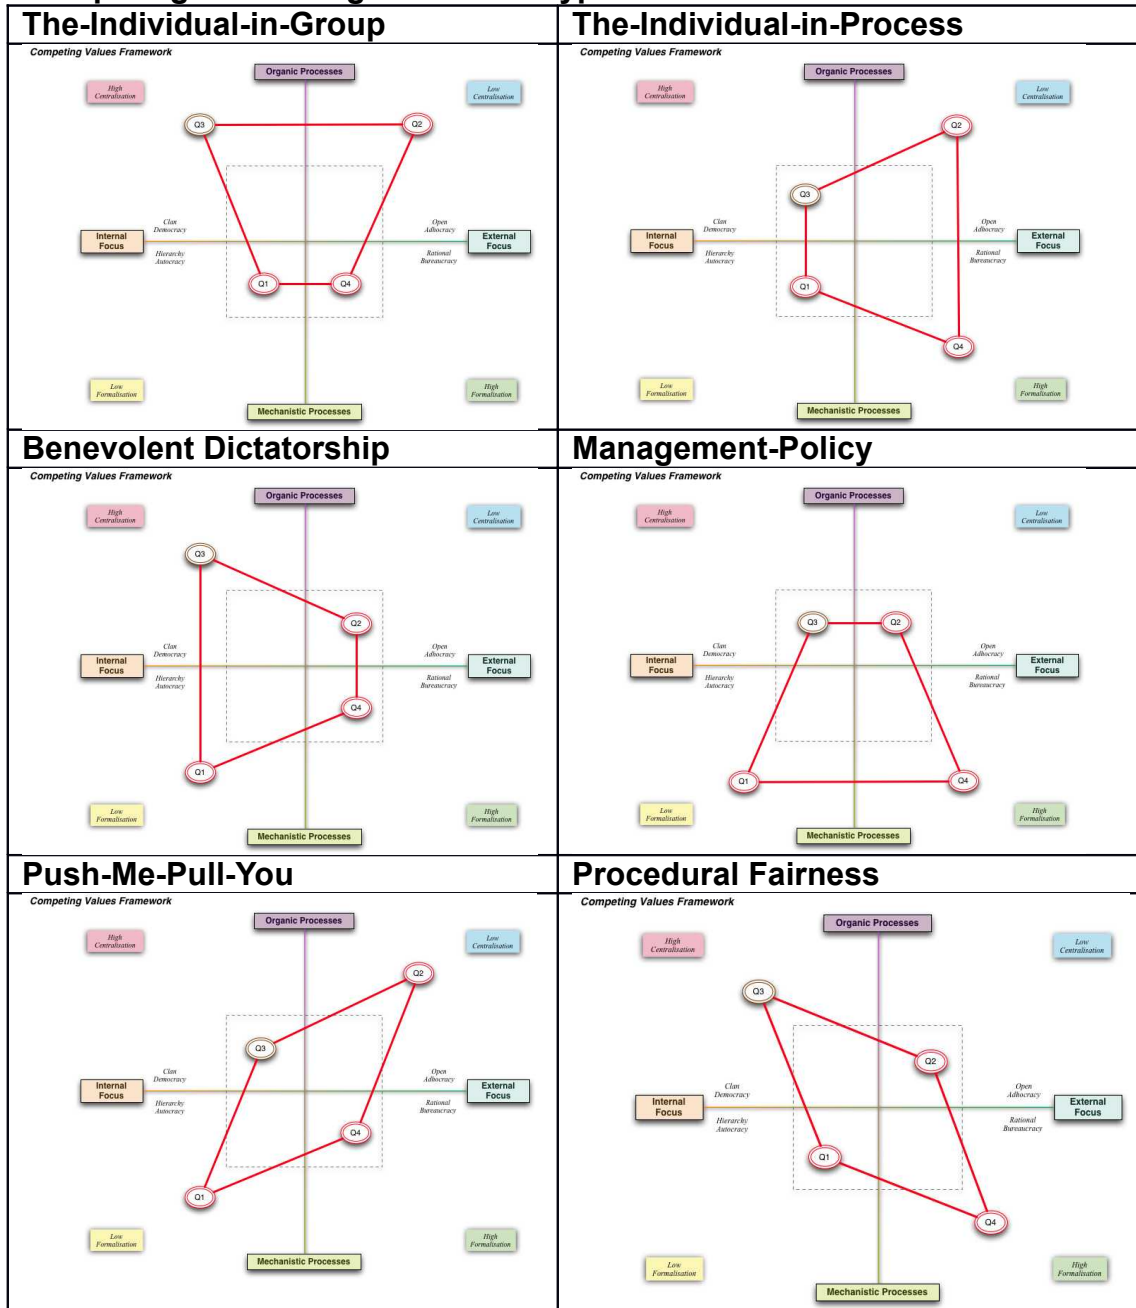 The-Individual-in-Group
Competing Values Framework
Organic Processes
High
Centralisation
Low
Centralisation
Q3
Q2
Clan
Democracy
Open
Adhocracy
Internal
Focus
External
Focus
Hierarchy
Autocracy
Rational
Bureaucracy
Q1
Q4
Low
Formalisation
High
Formalisation
Mechanistic Processes
The-Individual-in-Process
Competing Values Framework
Organic Processes
High
Centralisation
Low
Centralisation
Q2
Q3
Clan
Democracy
Open
Adhocracy
Internal
Focus
External
Focus
Hierarchy
Autocracy
Rational
Bureaucracy
Q1
Q4
Low
Formalisation
High
Formalisation
Mechanistic Processes
Benevolent Dictatorship
Competing Values Framework
Organic Processes
High
Centralisation
Low
Centralisation
Q3
Q2
Clan
Democracy
Open
Adhocracy
Internal
Focus
External
Focus
Hierarchy
Autocracy
Rational
Bureaucracy
Q4
Q1
Low
Formalisation
High
Formalisation
Mechanistic Processes
Management-Policy
Competing Values Framework
Organic Processes
High
Centralisation
Low
Centralisation
Q3
Q2
Clan
Democracy
Open
Adhocracy
Internal
Focus
External
Focus
Hierarchy
Autocracy
Rational
Bureaucracy
Q1
Q4
Low
Formalisation
High
Formalisation
Mechanistic Processes
Push-Me-Pull-You
Competing Values Framework
Organic Processes
High
Centralisation
Low
Centralisation
Q2
Q3
Clan
Democracy
Open
Adhocracy
Internal
Focus
External
Focus
Hierarchy
Autocracy
Rational
Bureaucracy
Q4
Q1
Low
Formalisation
High
Formalisation
Mechanistic Processes
Procedural Fairness
Competing Values Framework
Organic Processes
High
Centralisation
Low
Centralisation
Q3
Q2
Clan
Democracy
Open
Adhocracy
Internal
Focus
External
Focus
Hierarchy
Autocracy
Rational
Bureaucracy
Q1
Q4
Low
Formalisation
High
Formalisation
Mechanistic Processes